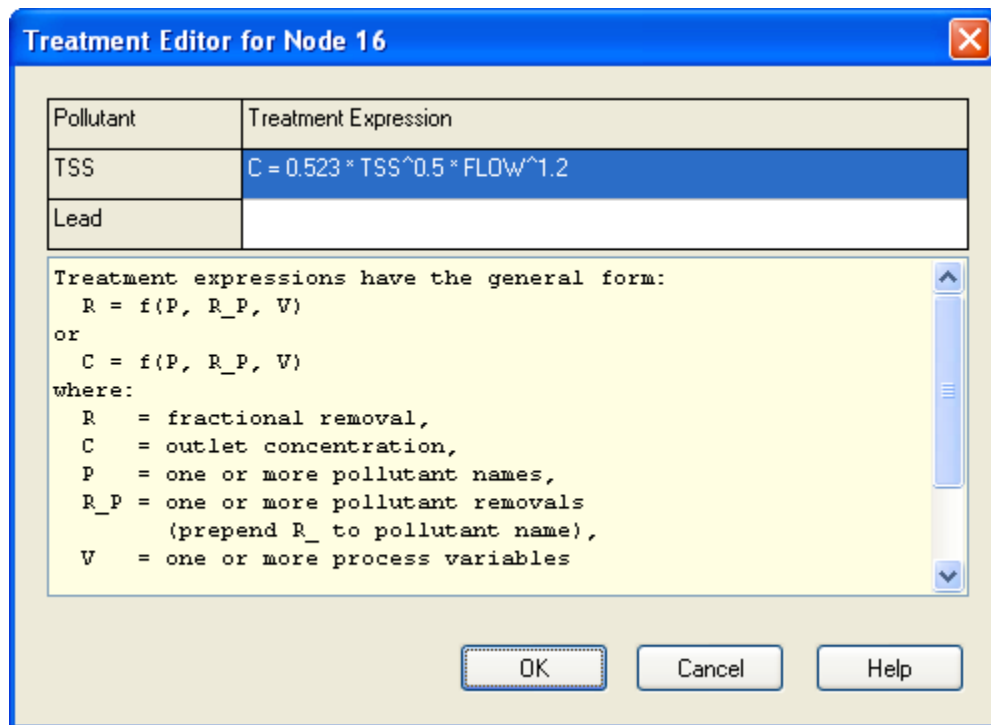 Treatment Editor for Node 16
Pollutant Treatment Expression
TSS C = 0.523 * TSS^0.5 * FLOW^1.2
Lead
Treatment expressions have the general form:
R = f(P, R_P, V)
or
C = f(P, R_P, V)
where:
R = fractional removal,
C = outlet concentration,
P = one or more pollutant names,
R_P = one or more pollutant removals
(prepend R_ to pollutant name),
V = one or more process variables
OK Cancel Help